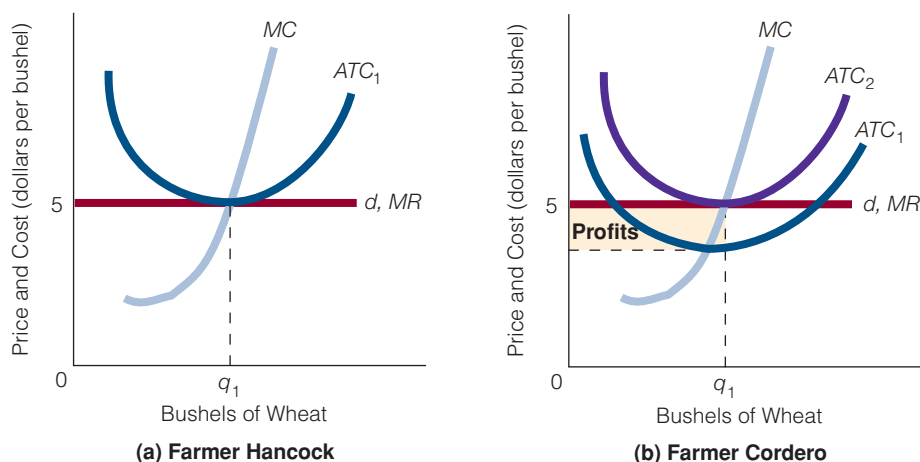 Price and Cost (dollars per bushel)
MC
ATC1
5
d, MR
0
q1
Bushels of Wheat
(a) Farmer Hancock
Price and Cost (dollars per bushel)
MC
ATC2
ATC1
5
d, MR
Profits
0
q1
Bushels of Wheat
(b) Farmer Cordero